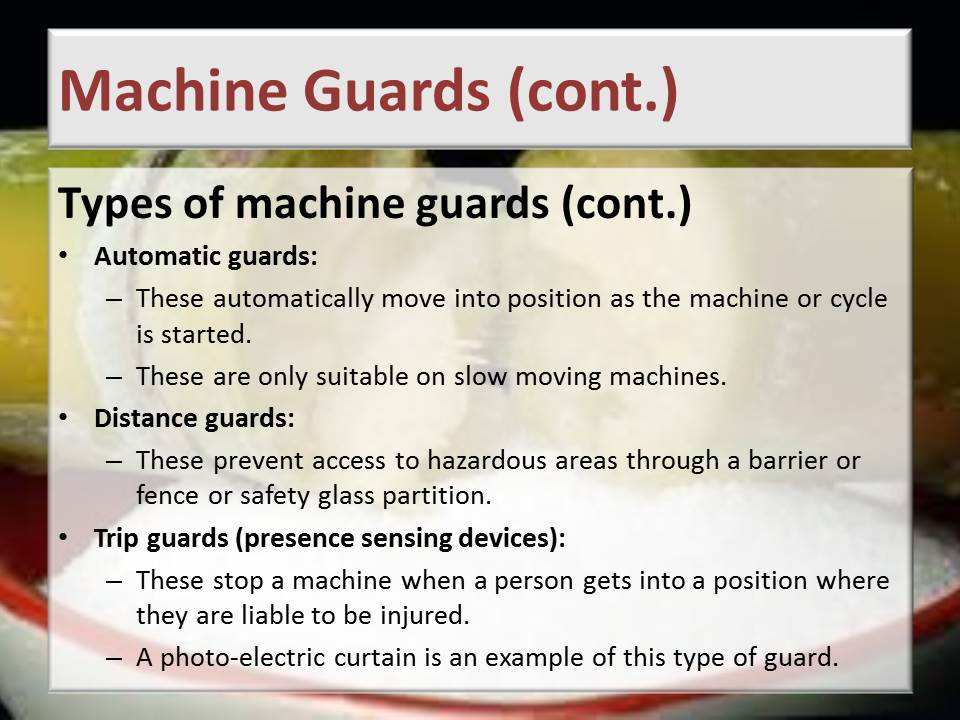 Machine Guards (cont.)
Types of machine guards (cont.)
• Automatic guards:
– These automatically move into position as the machine or cycle
is started.
– These are only suitable on slow moving machines.
• Distance guards:
– These prevent access to hazardous areas through a barrier or
fence or safety glass partition.
• Trip guards (presence sensing devices):
– These stop a machine when a person gets into a position where
they are liable to be injured.
– A photo-electric curtain is an example of this type of guard.